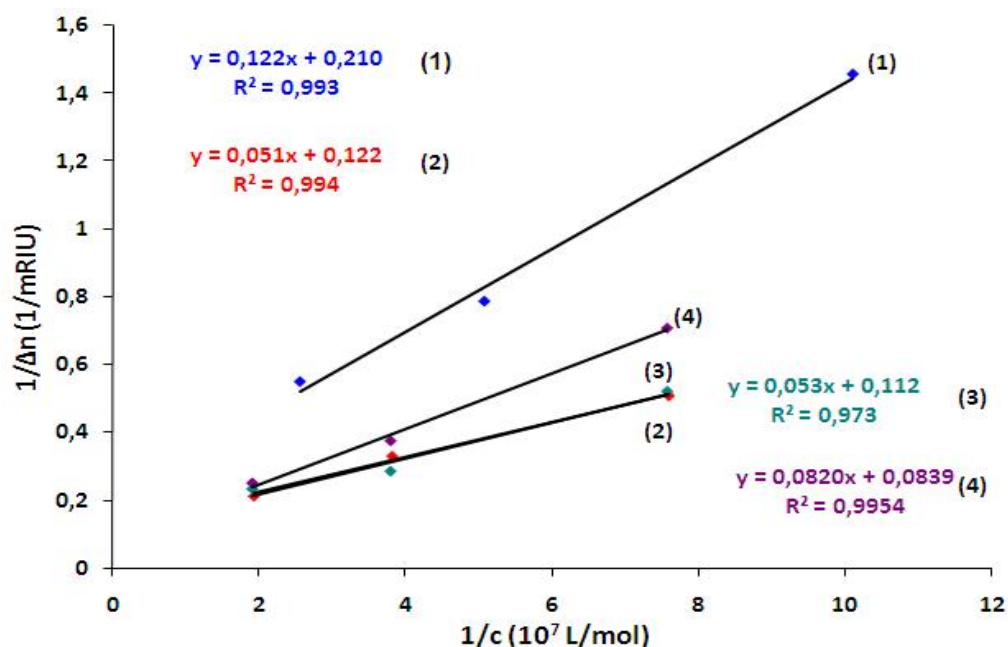 1,6
y = 0,122x + 0,210 (1)
R² = 0,993
(1)
1,4
1,2
y = 0,051x + 0,122 (2)
R² = 0,994
1
1/Δn (1/mRIU)
0,8
(4)
0,6
(3)
y = 0,053x + 0,112 (3)
R² = 0,973
0,4
(2)
y = 0,0820x + 0,0839 (4)
R² = 0,9954
0,2
0
0 2 4 6 8 10 12
1/c (10⁷ L/mol)